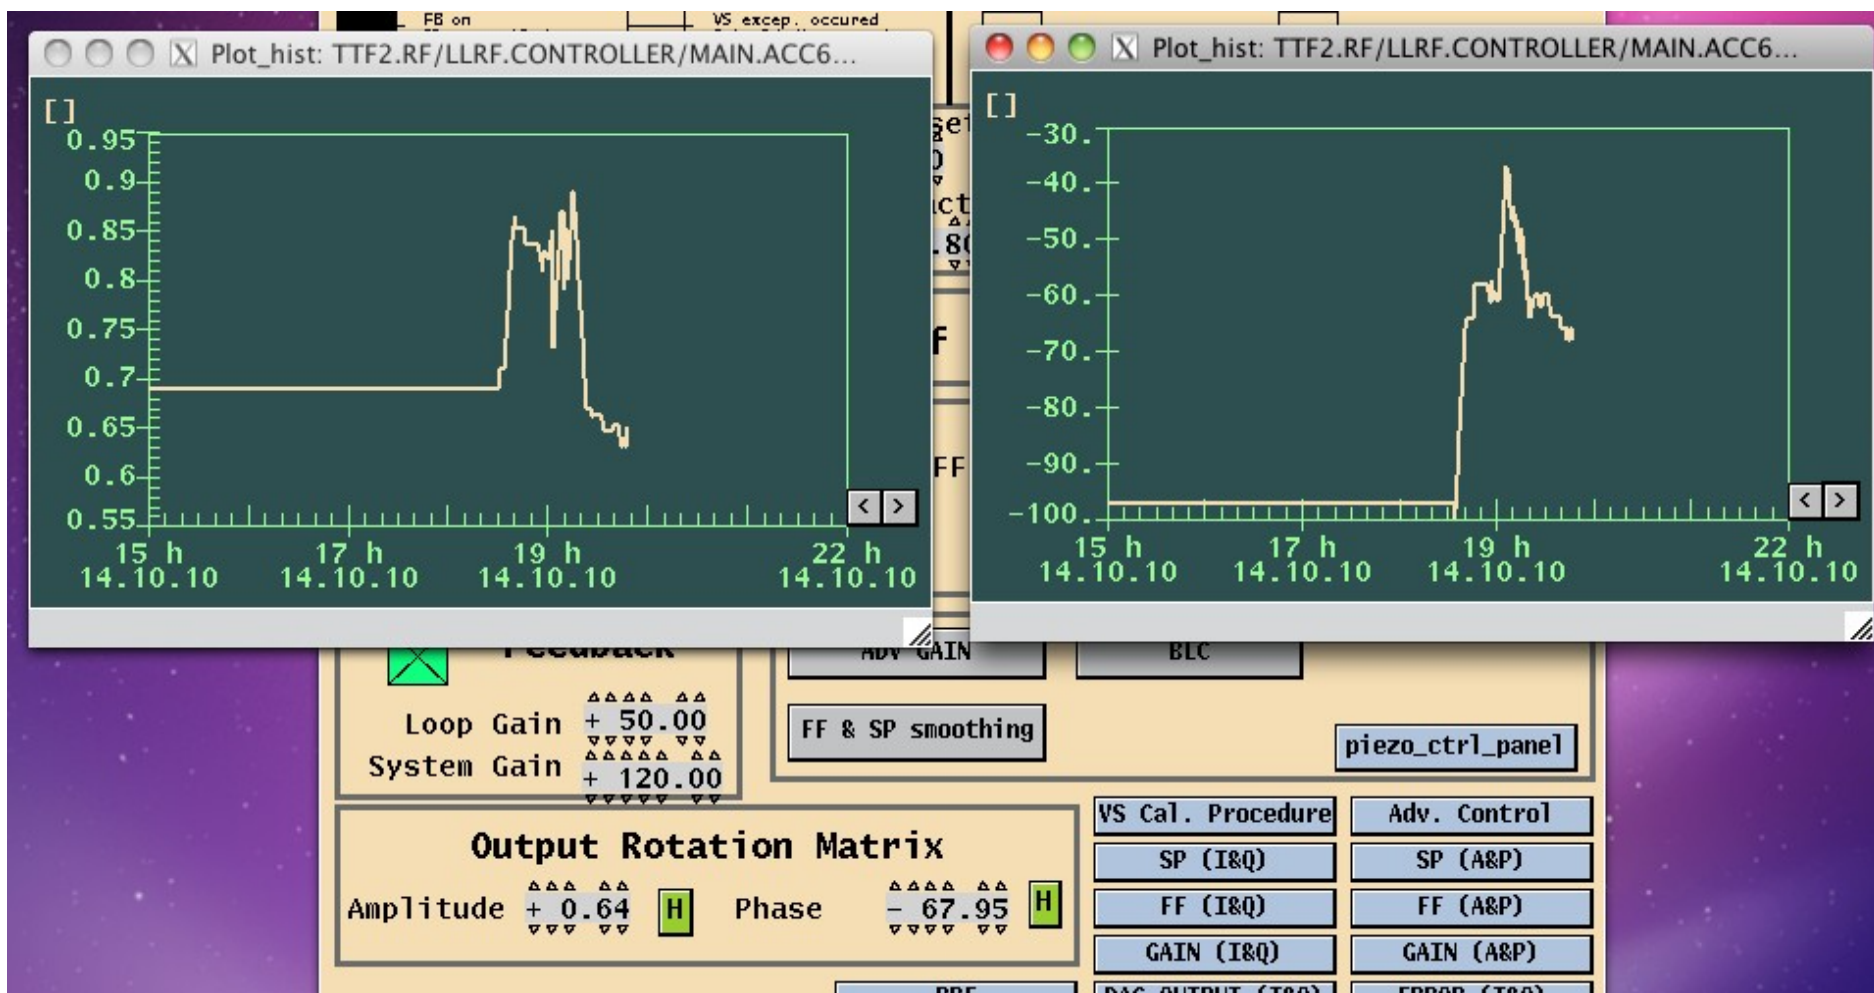 FB on
VS excep. occured
Plot_hist: TTF2.RF/LLRF.CONTROLLER/MAIN.ACC6...
[]
0.95
0.9
0.85
0.8
0.75
0.7
0.65
0.6
0.55
< >
15 h 17 h 19 h 22 h
14.10.10 14.10.10 14.10.10 14.10.10
Plot_hist: TTF2.RF/LLRF.CONTROLLER/MAIN.ACC6...
[]
-30.
-40.
-50.
-60.
-70.
-80.
-90.
-100.
< >
15 h 17 h 19 h 22 h
14.10.10 14.10.10 14.10.10 14.10.10
FF
Feedback
ADV GAIN
BLC
Loop Gain + 50.00
System Gain + 120.00
FF & SP smoothing
piezo_ctrl_panel
Output Rotation Matrix
Amplitude + 0.64 H Phase - 67.95 H
VS Cal. Procedure
Adv. Control
SP (I&Q)
SP (A&P)
FF (I&Q)
FF (A&P)
GAIN (I&Q)
GAIN (A&P)
DAC OUTPUT (I&Q)
ERROR (I&Q)